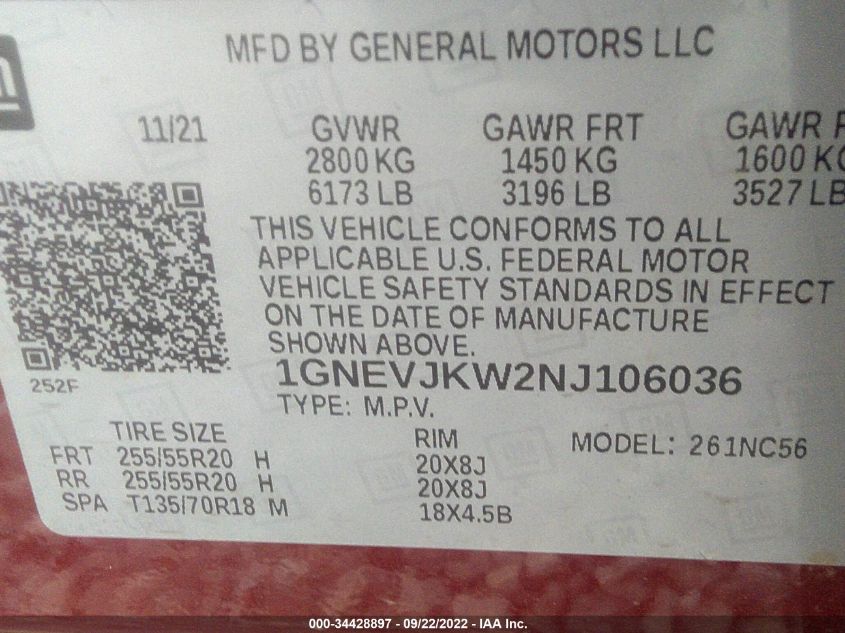 MFD BY GENERAL MOTORS LLC
11/21 GVWR GAWR FRT GAWR
2800 KG 1450 KG 1600 KG
6173 LB 3196 LB 3527 LB
THIS VEHICLE CONFORMS TO ALL
APPLICABLE U.S. FEDERAL MOTOR
VEHICLE SAFETY STANDARDS IN EFFECT
ON THE DATE OF MANUFACTURE
SHOWN ABOVE.
252F
1GNEVJKW2NJ106036
TYPE: M.P.V.
TIRE SIZE RIM MODEL: 261NC56
FRT 255/55R20 H 20X8J
RR 255/55R20 H 20X8J
SPA T135/70R18 M 18X4.5B
000-34428897 - 09/22/2022 - IAA Inc.